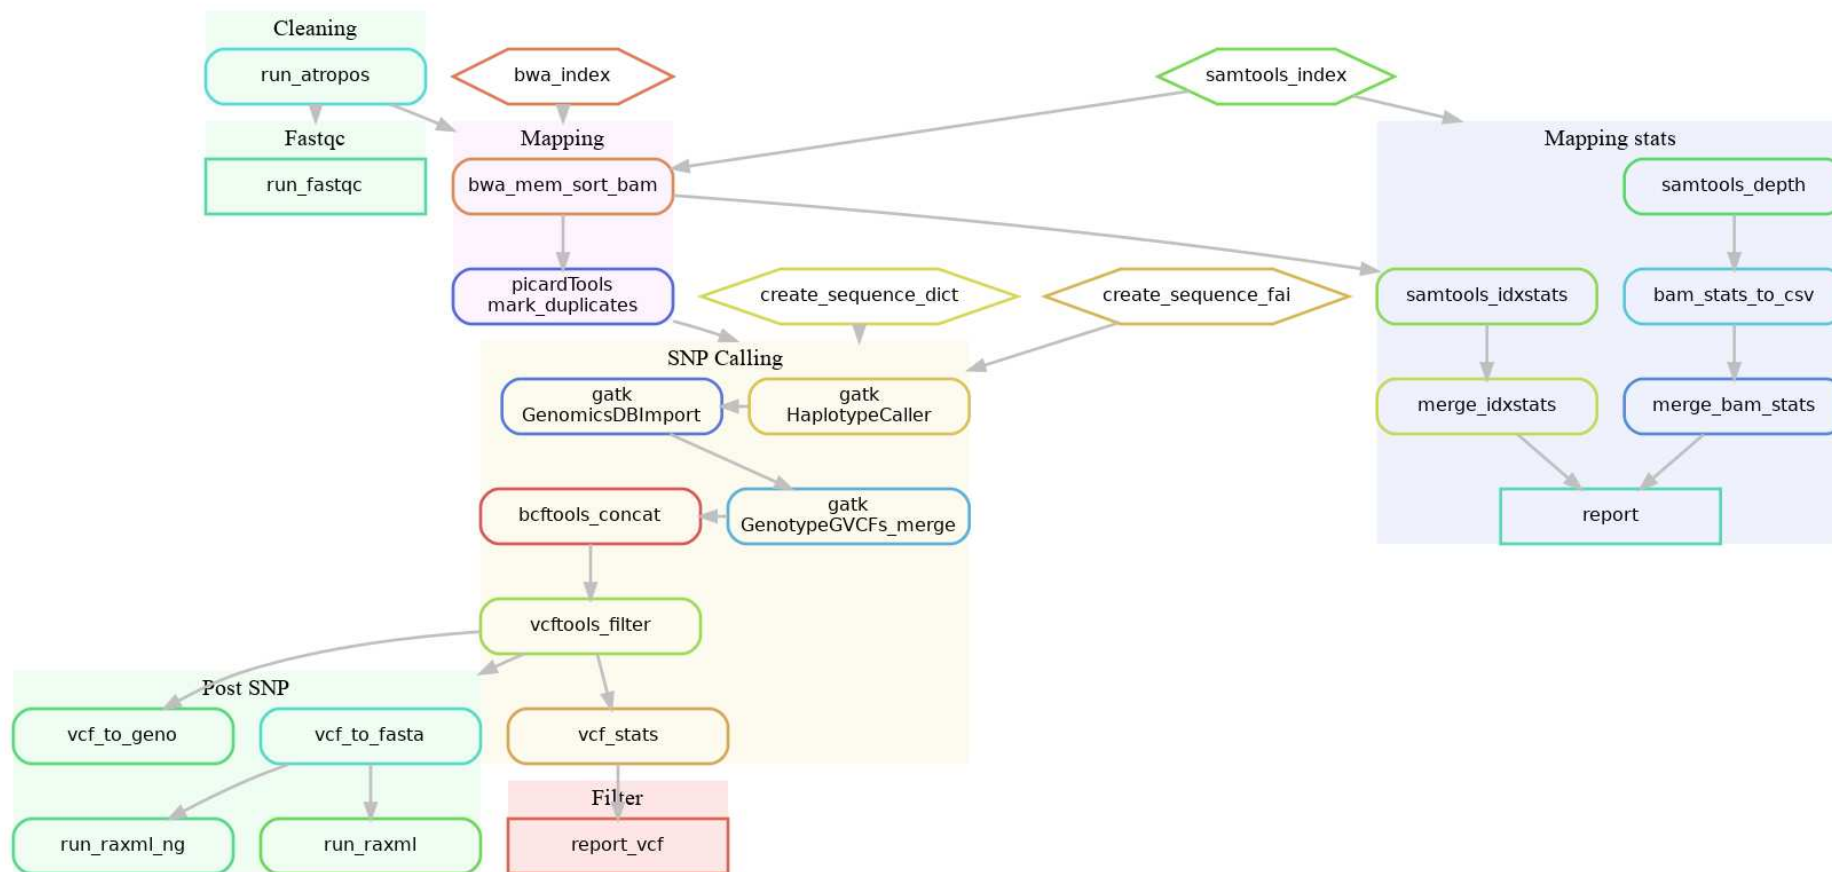 Cleaning
run_atropos
bwa_index
samtools_index
Fastqc
Mapping
Mapping stats
run_fastqc
bwa_mem_sort_bam
samtools_depth
picardTools
mark_duplicates
create_sequence_dict
create_sequence_fai
samtools_idxstats
bam_stats_to_csv
SNP Calling
gatk
GenomicsDBImport
gatk
HaplotypeCaller
merge_idxstats
merge_bam_stats
bcftools_concat
gatk
GenotypeGVCFs_merge
report
vcftools_filter
Post SNP
vcf_to_geno
vcf_to_fasta
vcf_stats
Filter
run_raxml_ng
run_raxml
report_vcf